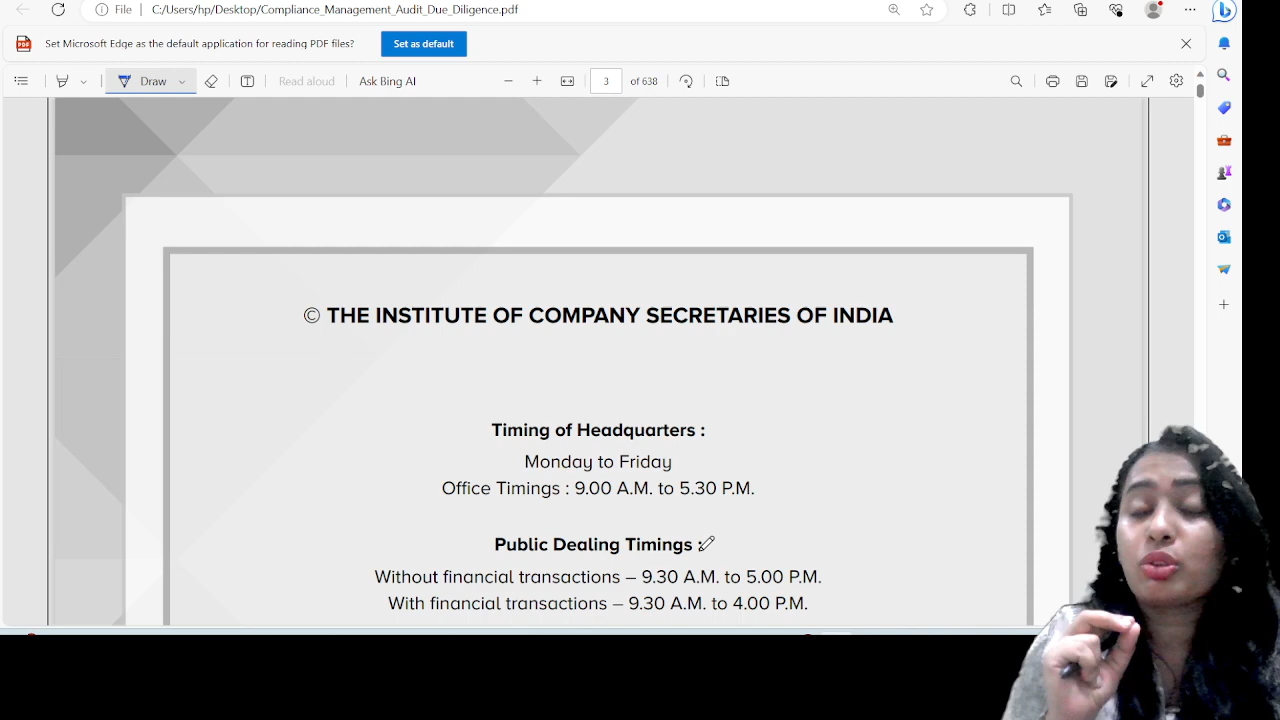 File C:/Users/hp/Desktop/Compliance_Management_Audit_Due_Diligence.pdf
Set Microsoft Edge as the default application for reading PDF files? Set as default
Draw Read aloud Ask Bing AI 3 of 638
© THE INSTITUTE OF COMPANY SECRETARIES OF INDIA
Timing of Headquarters :
Monday to Friday
Office Timings : 9.00 A.M. to 5.30 P.M.
Public Dealing Timings :
Without financial transactions – 9.30 A.M. to 5.00 P.M.
With financial transactions – 9.30 A.M. to 4.00 P.M.